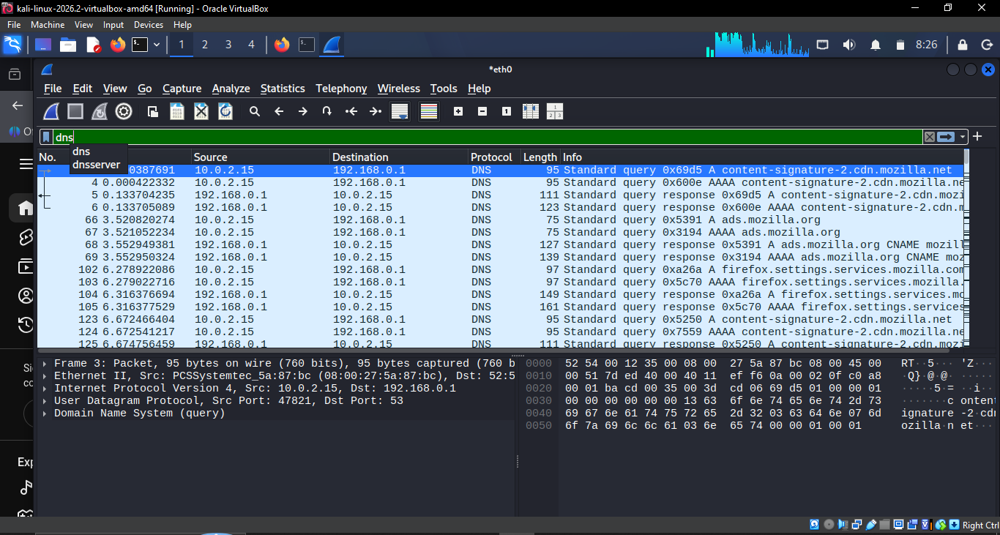 kali-linux-2026.2-virtualbox-amd64 [Running] - Oracle VirtualBox
File Machine View Input Devices Help
1 2 3 4 8:26
*eth0
File Edit View Go Capture Analyze Statistics Telephony Wireless Tools Help
dns
dns
dnsserver
No. Source Destination Protocol Length Info
0387691 10.0.2.15 192.168.0.1 DNS 95 Standard query 0x69d5 A content-signature-2.cdn.mozilla.net
4 0.000422332 10.0.2.15 192.168.0.1 DNS 95 Standard query 0x600e AAAA content-signature-2.cdn.mozilla.ne
5 0.133704235 192.168.0.1 10.0.2.15 DNS 111 Standard query response 0x69d5 A content-signature-2.cdn.mozi
6 0.133705089 192.168.0.1 10.0.2.15 DNS 123 Standard query response 0x600e AAAA content-signature-2.cdn.m
66 3.520820274 10.0.2.15 192.168.0.1 DNS 75 Standard query 0x5391 A ads.mozilla.org
67 3.521052234 10.0.2.15 192.168.0.1 DNS 75 Standard query 0x3194 AAAA ads.mozilla.org
68 3.552949381 192.168.0.1 10.0.2.15 DNS 127 Standard query response 0x5391 A ads.mozilla.org CNAME mozill
69 3.552950324 192.168.0.1 10.0.2.15 DNS 139 Standard query response 0x3194 AAAA ads.mozilla.org CNAME moz
102 6.278922086 10.0.2.15 192.168.0.1 DNS 97 Standard query 0xa26a A firefox.settings.services.mozilla.com
103 6.279022716 10.0.2.15 192.168.0.1 DNS 97 Standard query 0x5c70 AAAA firefox.settings.services.mozilla.
104 6.316376694 192.168.0.1 10.0.2.15 DNS 149 Standard query response 0xa26a A firefox.settings.services.mo
105 6.316377529 192.168.0.1 10.0.2.15 DNS 161 Standard query response 0x5c70 AAAA firefox.settings.services
123 6.672466404 10.0.2.15 192.168.0.1 DNS 95 Standard query 0x5250 A content-signature-2.cdn.mozilla.net
124 6.672541217 10.0.2.15 192.168.0.1 DNS 95 Standard query 0x7559 AAAA content-signature-2.cdn.mozilla.ne
125 6.674756459 192.168.0.1 10.0.2.15 DNS 111 Standard query response 0x5250 A content-signature-2.cdn.mozi
Frame 3: Packet, 95 bytes on wire (760 bits), 95 bytes captured (760 b
Ethernet II, Src: PCSSystemtec_5a:87:bc (08:00:27:5a:87:bc), Dst: 52:5
Internet Protocol Version 4, Src: 10.0.2.15, Dst: 192.168.0.1
User Datagram Protocol, Src Port: 47821, Dst Port: 53
Domain Name System (query)
0000 52 54 00 12 35 00 08 00 27 5a 87 bc 08 00 45 00 RT··5··· 'Z···
0010 00 51 7d ed 40 00 40 11 ef f6 0a 00 02 0f c0 a8 ·Q}·@·@· ·····
0020 00 01 ba cd 00 35 00 3d cd 06 69 d5 01 00 00 01 ·····5·= ··i··
0030 00 00 00 00 00 00 13 63 6f 6e 74 65 6e 74 2d 73 ·······c onten
0040 69 67 6e 61 74 75 72 65 2d 32 03 63 64 6e 07 6d ignature -2·cd
0050 6f 7a 69 6c 6c 61 03 6e 65 74 00 00 01 00 01 ozilla·n et···
Exp
Right Ctrl